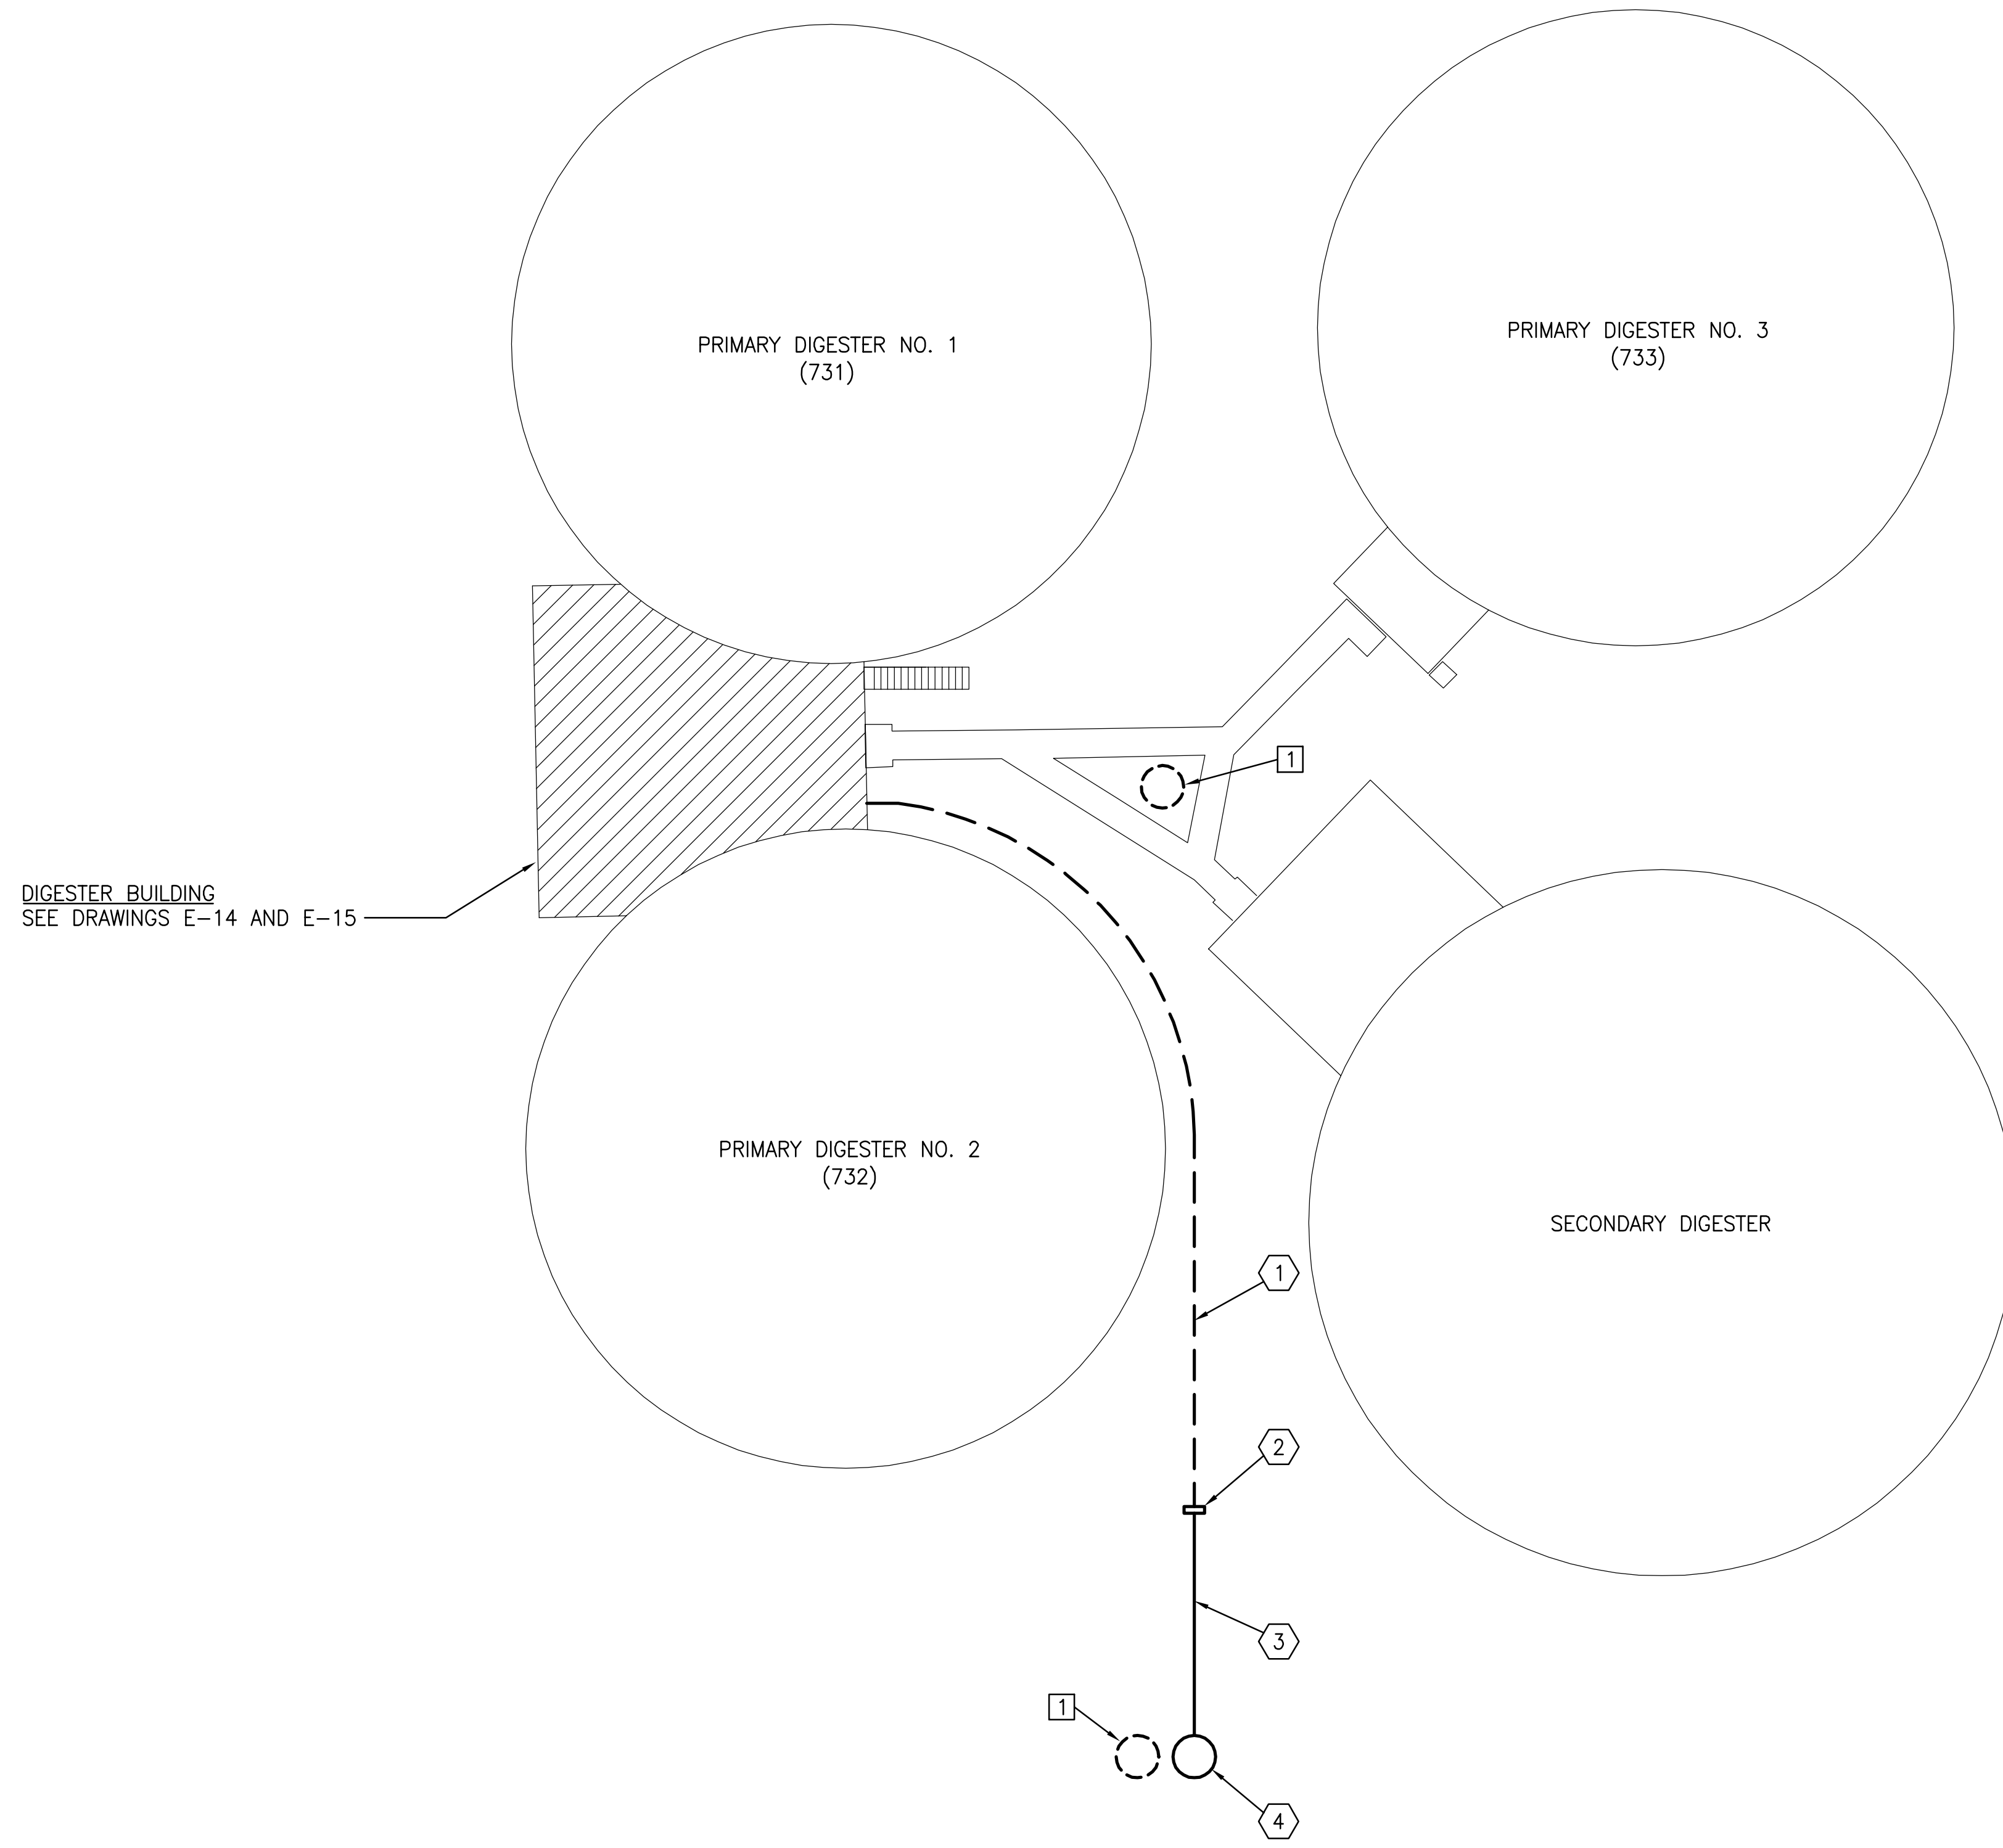 PRIMARY DIGESTER NO. 1
(731)
PRIMARY DIGESTER NO. 3
(733)
1
DIGESTER BUILDING
SEE DRAWINGS E-14 AND E-15
PRIMARY DIGESTER NO. 2
(732)
SECONDARY DIGESTER
1
2
3
1
4